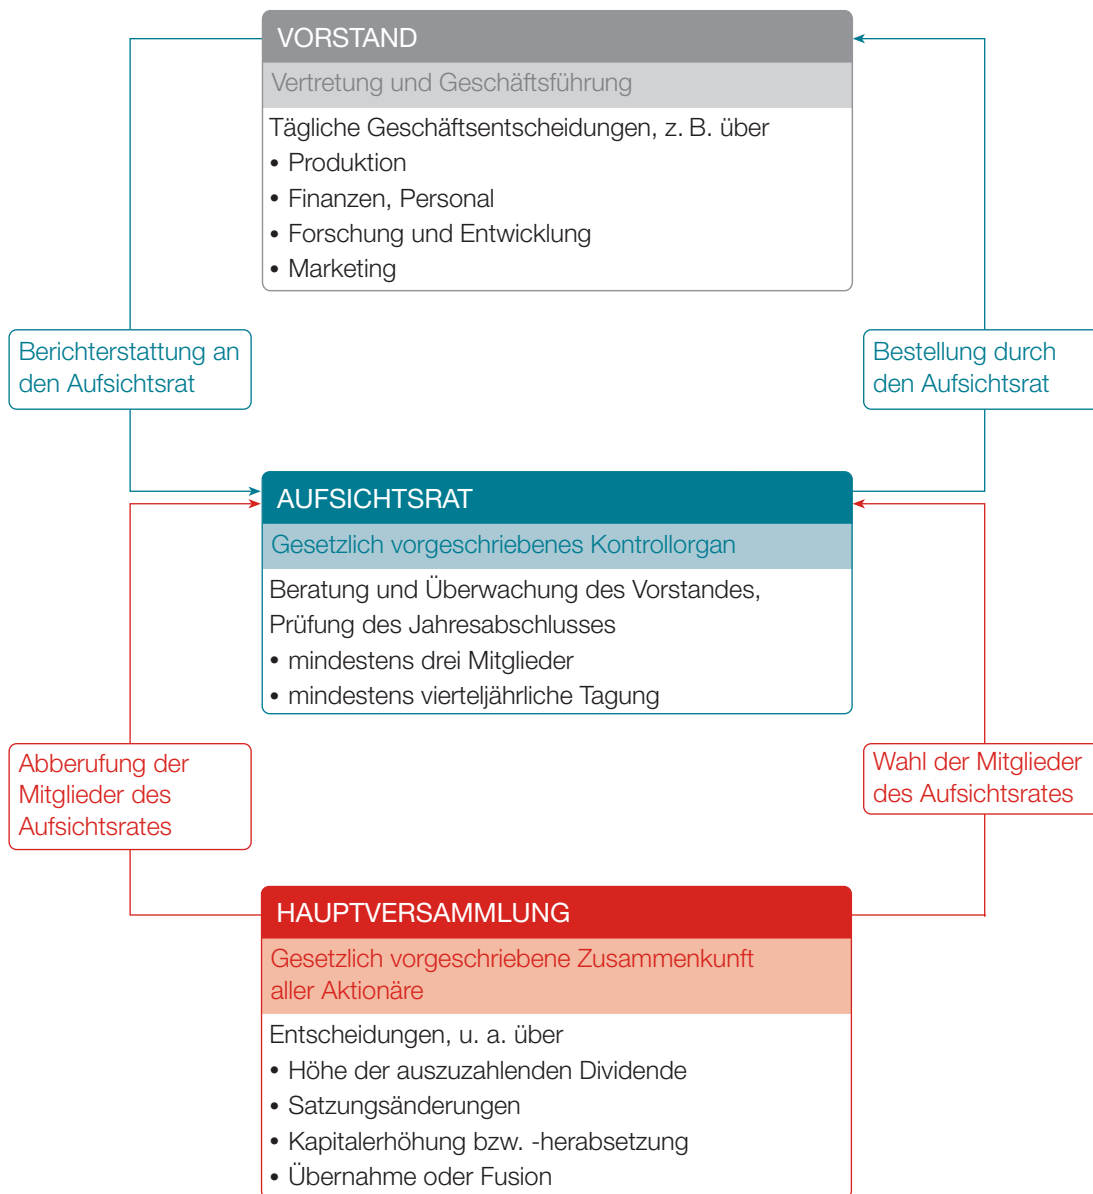 VORSTAND
Vertretung und Geschäftsführung
Tägliche Geschäftsentscheidungen, z. B. über
• Produktion
• Finanzen, Personal
• Forschung und Entwicklung
• Marketing
Berichterstattung an
den Aufsichtsrat
Bestellung durch
den Aufsichtsrat
AUFSICHTSRAT
Gesetzlich vorgeschriebenes Kontrollorgan
Beratung und Überwachung des Vorstandes,
Prüfung des Jahresabschlusses
• mindestens drei Mitglieder
• mindestens vierteljährliche Tagung
Abberufung der
Mitglieder des
Aufsichtsrates
Wahl der Mitglieder
des Aufsichtsrates
HAUPTVERSAMMLUNG
Gesetzlich vorgeschriebene Zusammenkunft
aller Aktionäre
Entscheidungen, u. a. über
• Höhe der auszuzahlenden Dividende
• Satzungsänderungen
• Kapitalerhöhung bzw. -herabsetzung
• Übernahme oder Fusion